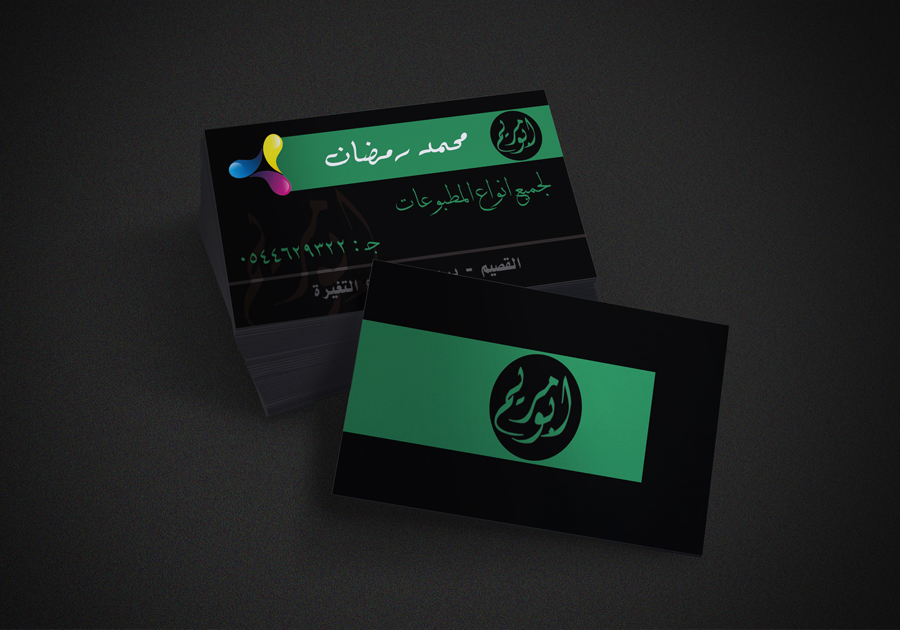 محمد رمضان
ابو مريم
لجميع انواع المطبوعات
ج : ٠٥٤٤٦٢٩٣٢٢
القصيم -
التغيرة
ابو مريم